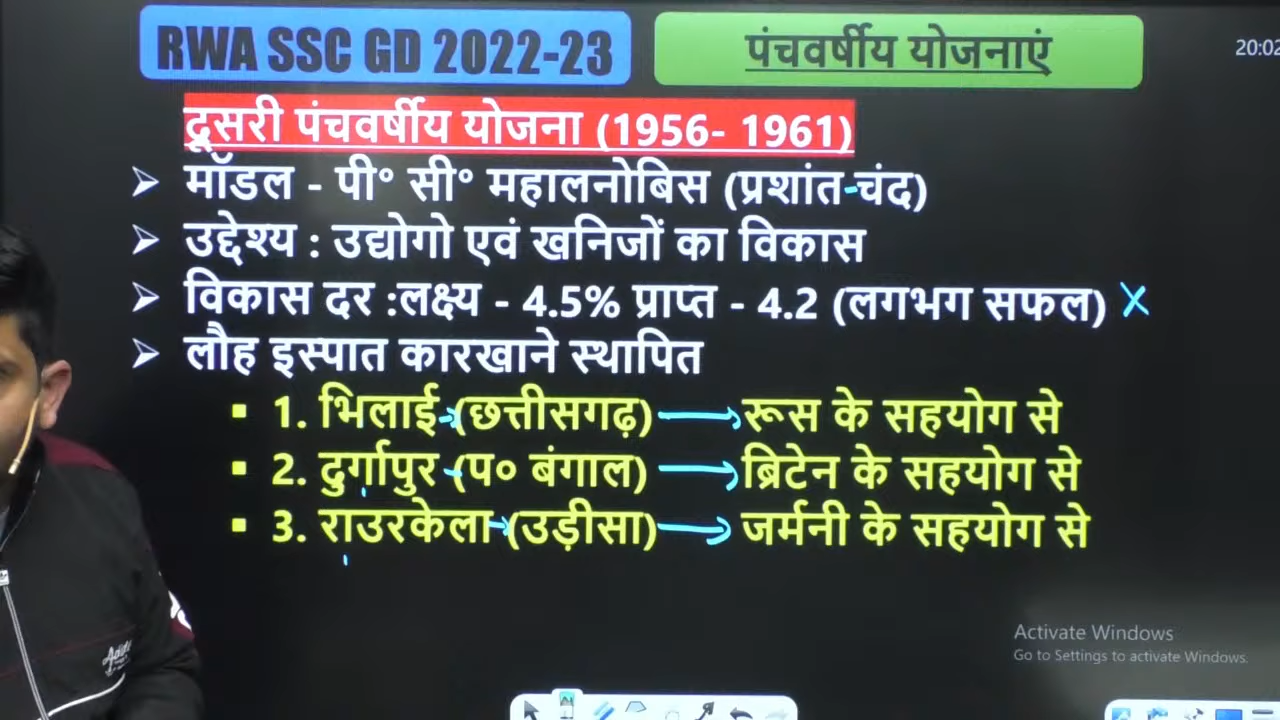 RWA SSC GD 2022-23
पंचवर्षीय योजनाएं
20:02
दूसरी पंचवर्षीय योजना (1956- 1961)
➢ मॉडल - पी° सी° महालनोबिस (प्रशांत-चंद)
➢ उद्देश्य : उद्योगो एवं खनिजों का विकास
➢ विकास दर :लक्ष्य - 4.5% प्राप्त - 4.2 (लगभग सफल) X
➢ लौह इस्पात कारखाने स्थापित
▪ 1. भिलाई (छत्तीसगढ़) → रूस के सहयोग से
▪ 2. दुर्गापुर (प० बंगाल) → ब्रिटेन के सहयोग से
▪ 3. राउरकेला (उड़ीसा) → जर्मनी के सहयोग से
Activate Windows
Go to Settings to activate Windows.